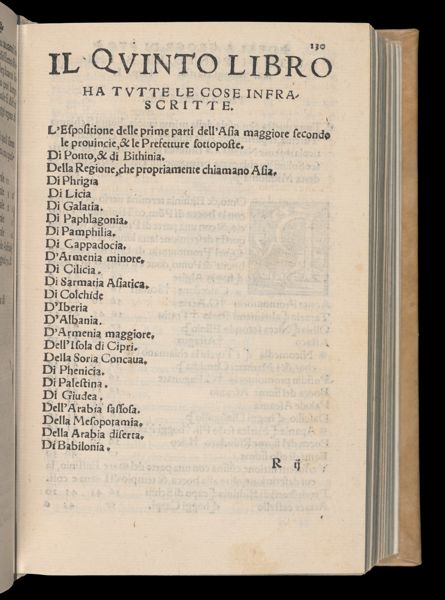 130
IL QVINTO LIBRO
HA TVTTE LE COSE INFRA-
SCRITTE.
L'Espositione delle prime parti dell'Asia maggiore secondo
le prouincie, & le Prefetture sottoposte.
Di Ponto, & di Bithinia.
Della Regione, che propriamente chiamano Asia.
Di Phrigia
Di Licia
Di Galatia.
Di Paphlagonia.
Di Pamphilia.
Di Cappadocia.
D'Armenia minore.
Di Cilicia.
Di Sarmatia Asiatica.
Di Colchide
D'Iberia
D'Albania.
D'Armenia maggiore.
Dell'Isola di Cipri.
Della Soria Concaua.
Di Phenicia.
Di Palestina.
Di Giudea.
Dell'Arabia sassosa.
Della Mesopotamia.
Della Arabia diserta.
Di Babilonia.
R ij